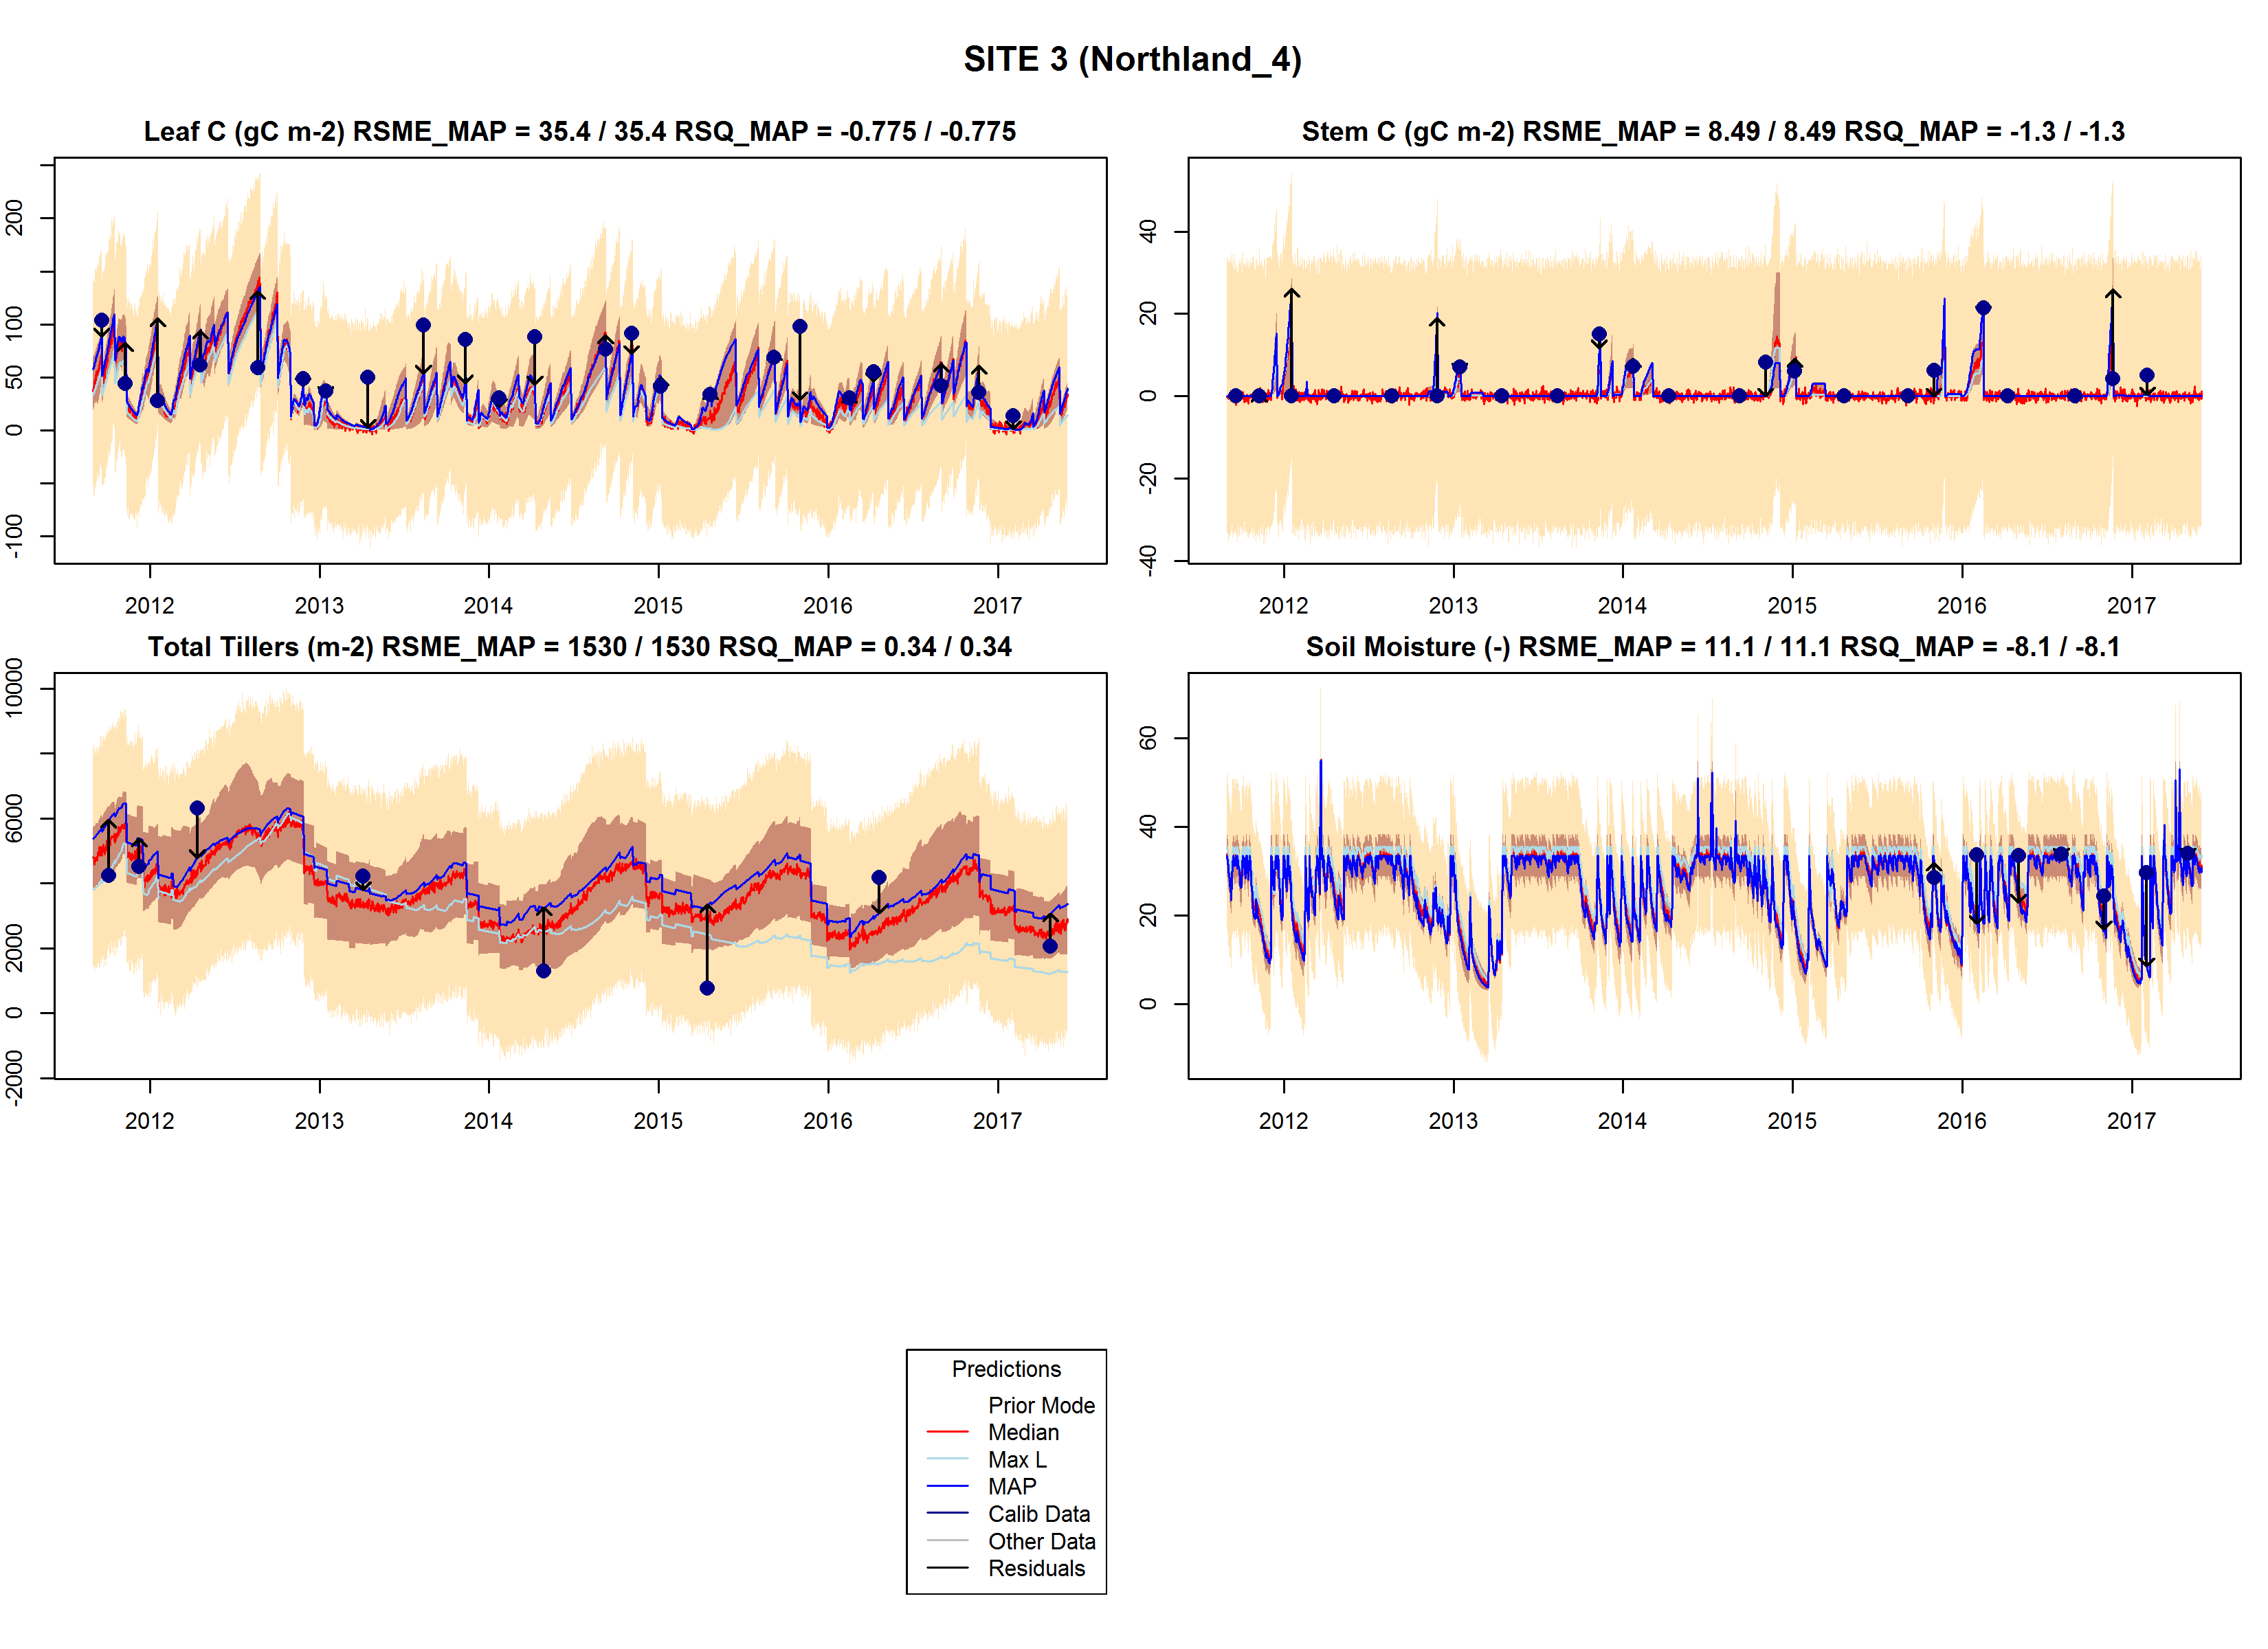 SITE 3 (Northland_4)
Leaf C (gC m-2) RSME_MAP = 35.4 / 35.4 RSQ_MAP = -0.775 / -0.775
200
100
50
0
-100
2012 2013 2014 2015 2016 2017
Stem C (gC m-2) RSME_MAP = 8.49 / 8.49 RSQ_MAP = -1.3 / -1.3
40
20
0
-20
-40
2012 2013 2014 2015 2016 2017
Total Tillers (m-2) RSME_MAP = 1530 / 1530 RSQ_MAP = 0.34 / 0.34
10000
6000
2000
0
-2000
2012 2013 2014 2015 2016 2017
Soil Moisture (-) RSME_MAP = 11.1 / 11.1 RSQ_MAP = -8.1 / -8.1
60
40
20
0
2012 2013 2014 2015 2016 2017
Predictions
Prior Mode
Median
Max L
MAP
Calib Data
Other Data
Residuals